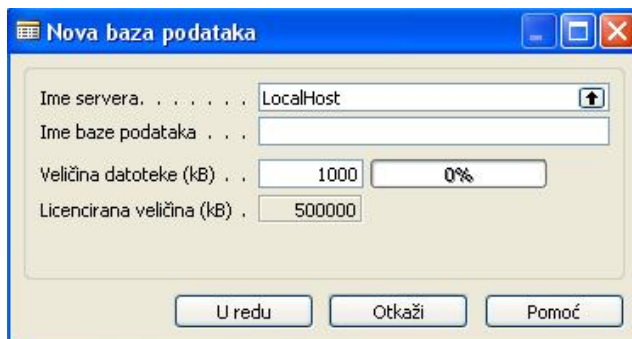 Nova baza podataka
Ime servera. . . . . . . LocalHost
Ime baze podataka . . .
Veličina datoteke (kB) . . 1000 0%
Licencirana veličina (kB) . 500000
U redu Otkaži Pomoć